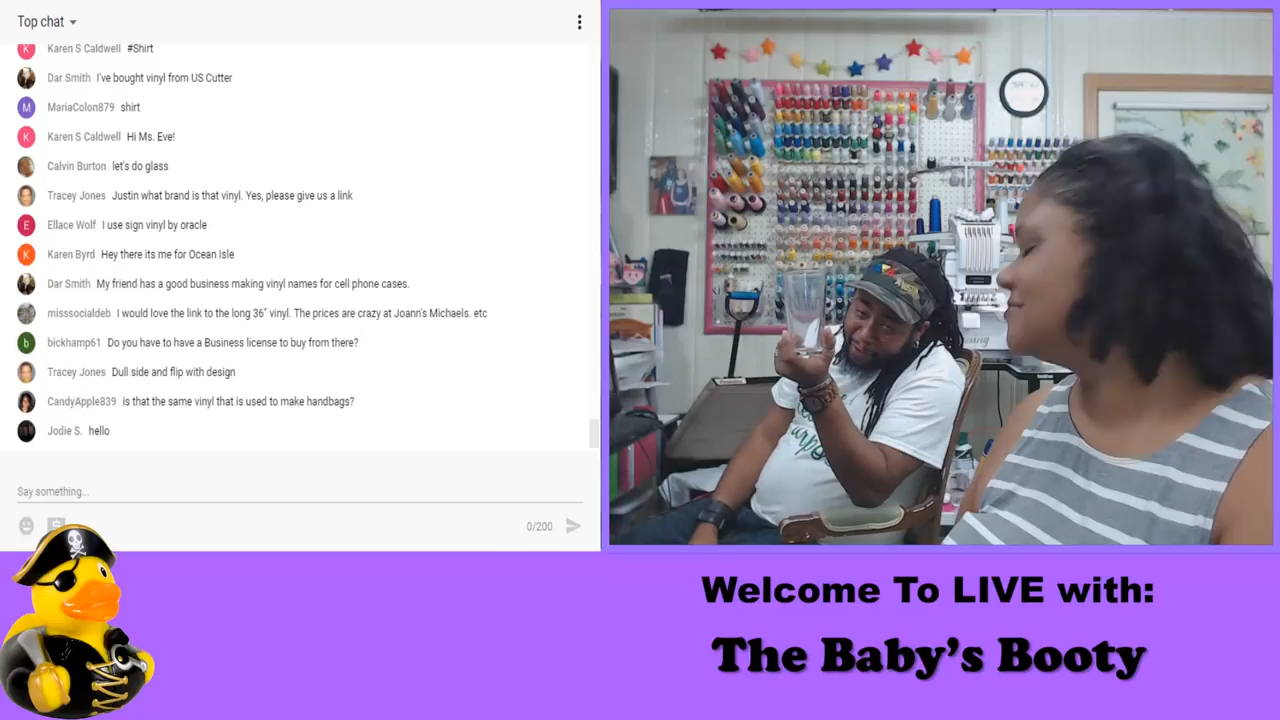 Top chat
Karen S Caldwell #Shirt
Dar Smith I've bought vinyl from US Cutter
M MariaColon879 shirt
K Karen S Caldwell Hi Ms. Eve!
Calvin Burton let's do glass
Tracey Jones Justin what brand is that vinyl. Yes, please give us a link
E Ellace Wolf I use sign vinyl by oracle
K Karen Byrd Hey there its me for Ocean Isle
Dar Smith My friend has a good business making vinyl names for cell phone cases.
misssocialdeb I would love the link to the long 36" vinyl. The prices are crazy at Joann's Michaels. etc
b bickhamp61 Do you have to have a Business license to buy from there?
Tracey Jones Dull side and flip with design
CandyApple839 is that the same vinyl that is used to make handbags?
Jodie S. hello
Say something...
0/200
Welcome To LIVE with:
The Baby's Booty